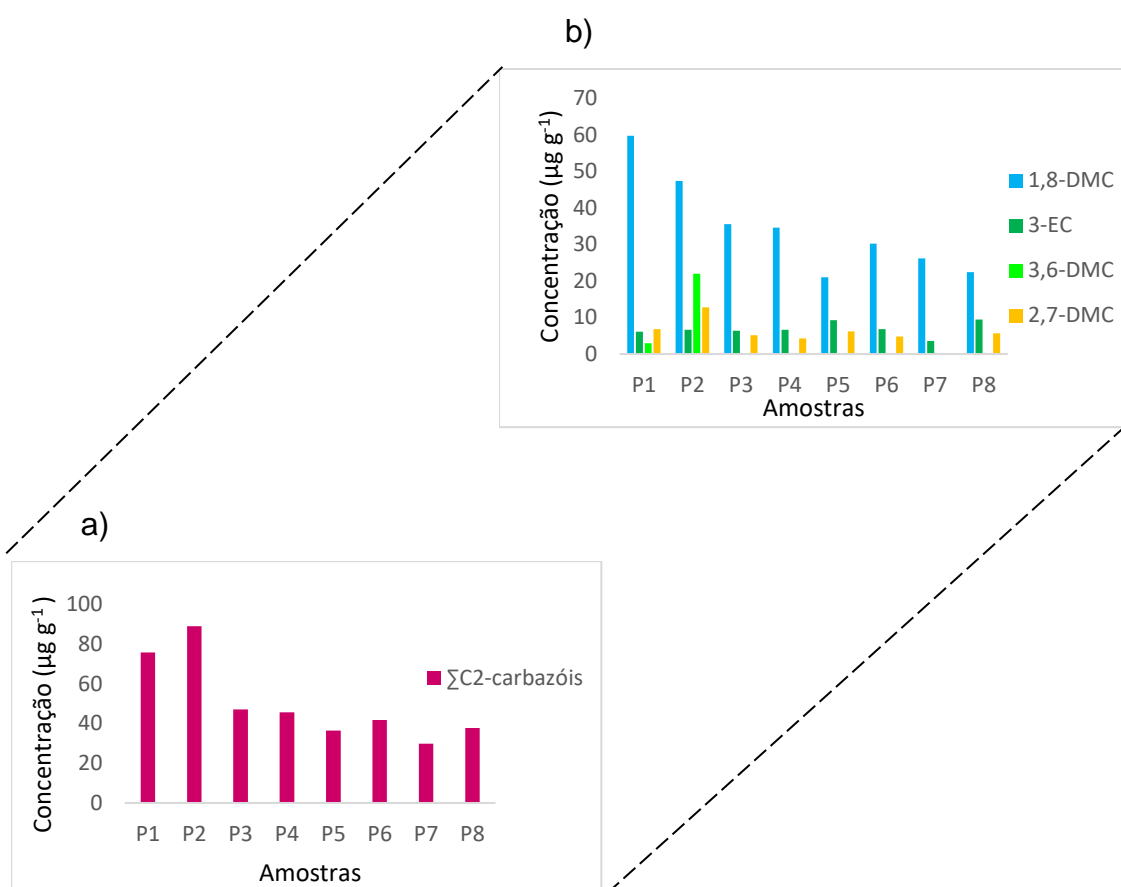 b)
Concentração (µg g⁻¹)
70
60
50
40
30
20
10
0
P1 P2 P3 P4 P5 P6 P7 P8
Amostras
1,8-DMC
3-EC
3,6-DMC
2,7-DMC
a)
Concentração (µg g⁻¹)
100
80
60
40
20
0
P1 P2 P3 P4 P5 P6 P7 P8
Amostras
∑C2-carbazóis